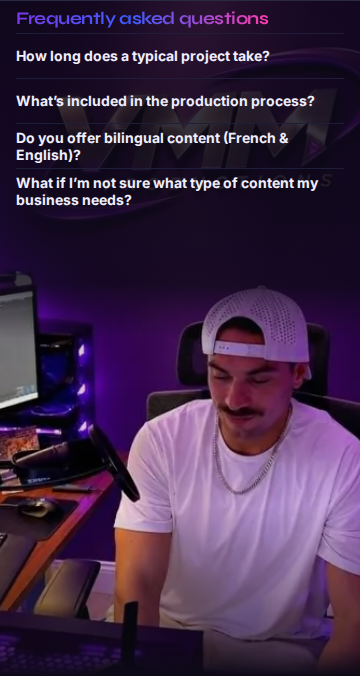 Frequently asked questions
How long does a typical project take?
What's included in the production process?
Do you offer bilingual content (French &
English)?
What if I'm not sure what type of content my
business needs?
VMM